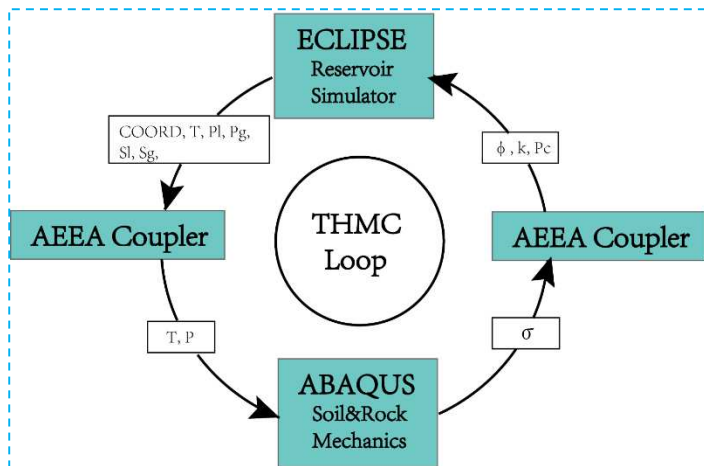 ECLIPSE
Reservoir
Simulator
COORD, T, Pl, Pg,
Sl, Sg,
ϕ , k, Pc
AEEA Coupler
THMC
Loop
AEEA Coupler
T, P
σ
ABAQUS
Soil&Rock
Mechanics